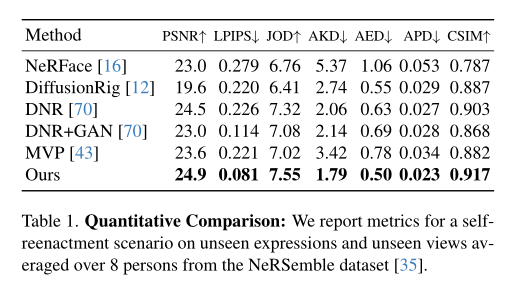 Method PSNR↑ LPIPS↓ JOD↑ AKD↓ AED↓ APD↓ CSIM↑
NeRFace [16] 23.0 0.279 6.76 5.37 1.06 0.053 0.787
DiffusionRig [12] 19.6 0.220 6.41 2.74 0.55 0.029 0.887
DNR [70] 24.5 0.226 7.32 2.06 0.63 0.027 0.903
DNR+GAN [70] 23.0 0.114 7.08 2.14 0.69 0.028 0.868
MVP [43] 23.6 0.221 7.02 3.42 0.78 0.034 0.882
Ours 24.9 0.081 7.55 1.79 0.50 0.023 0.917
Table 1. Quantitative Comparison: We report metrics for a self-
reenactment scenario on unseen expressions and unseen views av-
eraged over 8 persons from the NeRSemble dataset [35].